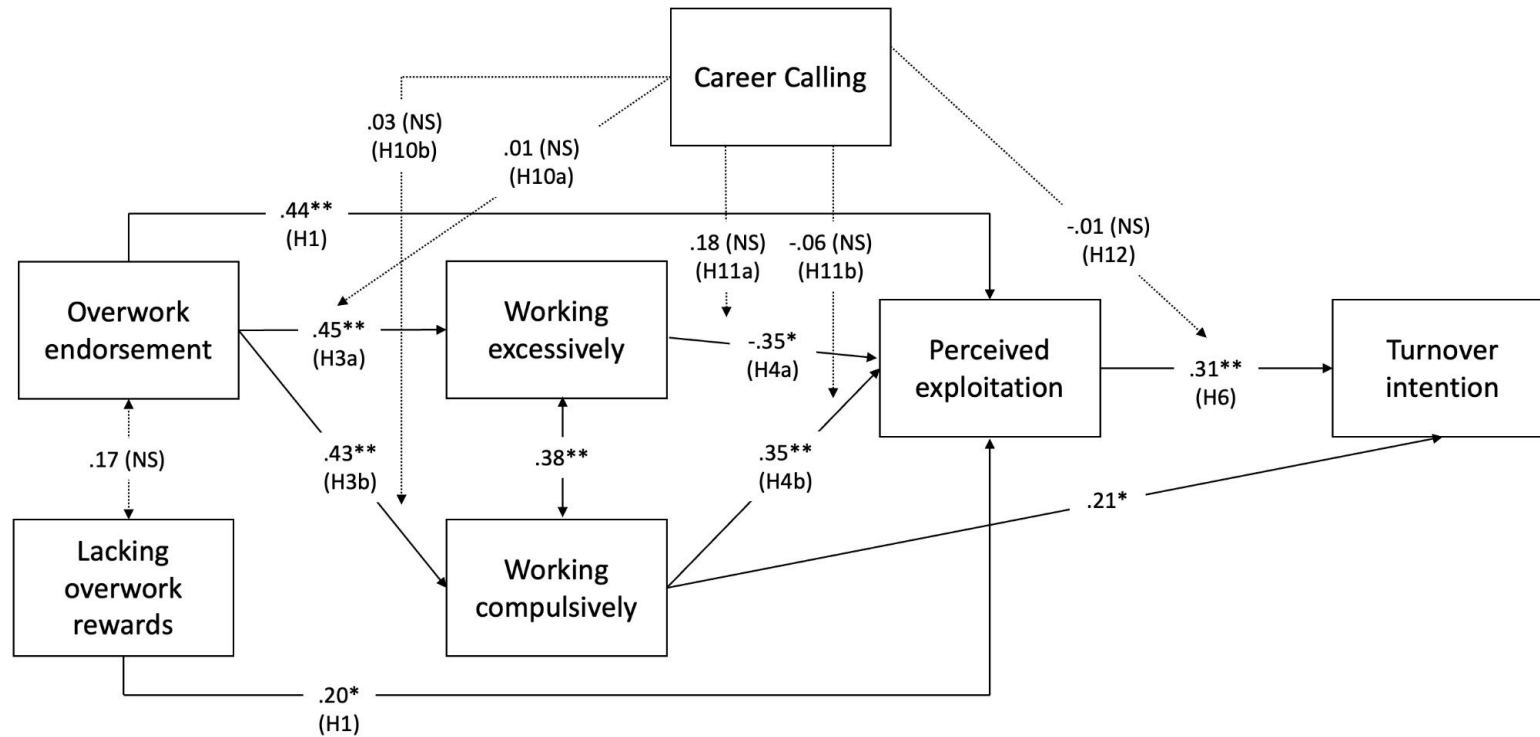 Career Calling
.03 (NS)
(H10b)
.01 (NS)
(H10a)
.44**
(H1)
.18 (NS)
(H11a)
-.06 (NS)
(H11b)
-.01 (NS)
(H12)
Overwork
endorsement
.45**
(H3a)
Working
excessively
-.35*
(H4a)
Perceived
exploitation
.31**
(H6)
Turnover
intention
.17 (NS)
.43**
(H3b)
.38**
.35**
(H4b)
.21*
Lacking
overwork
rewards
Working
compulsively
.20*
(H1)